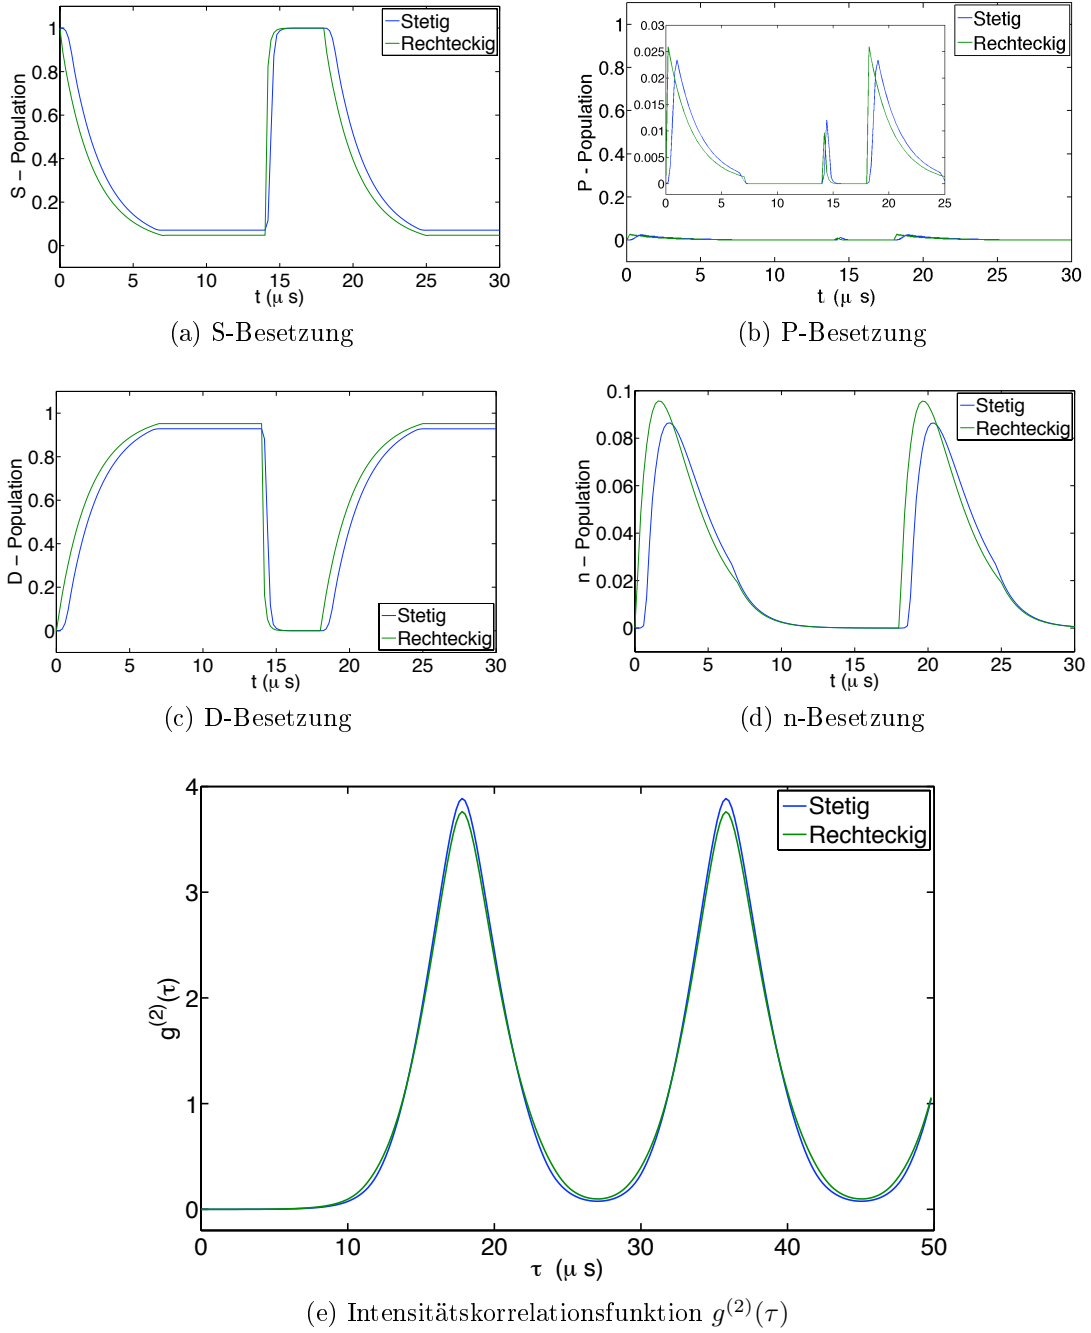 S – Population
1
0.8
0.6
0.4
0.2
0
0 5 10 15 20 25 30
t (μ s)
Stetig
Rechteckig
(a) S-Besetzung
P - Population
1
0.8
0.6
0.4
0.2
0
0 5 10 15 20 25 30
t (μ s)
0.03
0.025
0.02
0.015
0.01
0.005
0
0 5 10 15 20 25
Stetig
Rechteckig
(b) P-Besetzung
D – Population
1
0.8
0.6
0.4
0.2
0
0 5 10 15 20 25 30
t (μ s)
Stetig
Rechteckig
(c) D-Besetzung
n – Population
0.1
0.08
0.06
0.04
0.02
0
0 5 10 15 20 25 30
t (μ s)
Stetig
Rechteckig
(d) n-Besetzung
g⁽²⁾(τ)
4
3
2
1
0
0 10 20 30 40 50
τ (μ s)
Stetig
Rechteckig
(e) Intensitätskorrelationsfunktion g⁽²⁾(τ)